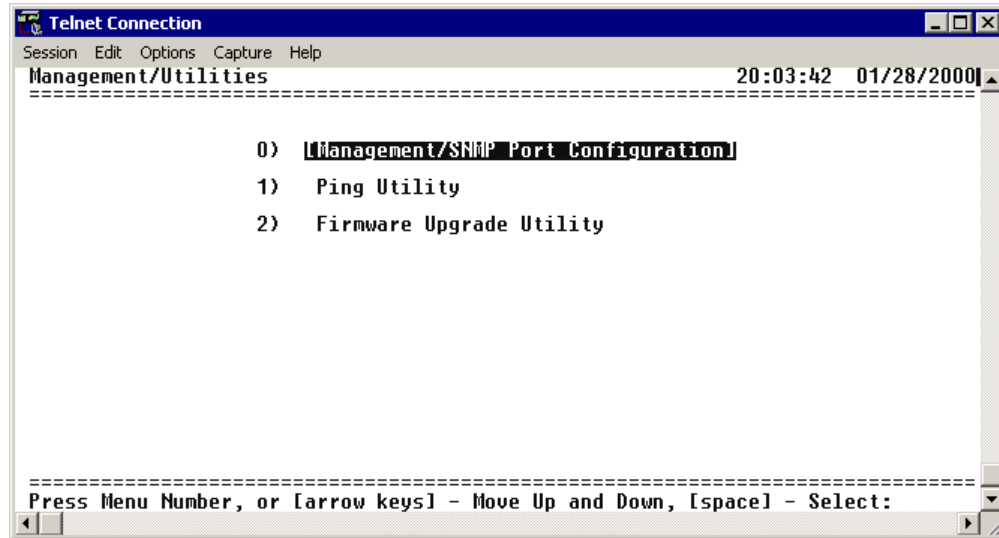 Telnet Connection
Session Edit Options Capture Help
Management/Utilities 20:03:42 01/28/2000
===============================================================================
0) [Management/SNMP Port Configuration]
1) Ping Utility
2) Firmware Upgrade Utility
===============================================================================
Press Menu Number, or [arrow keys] - Move Up and Down, [space] - Select: